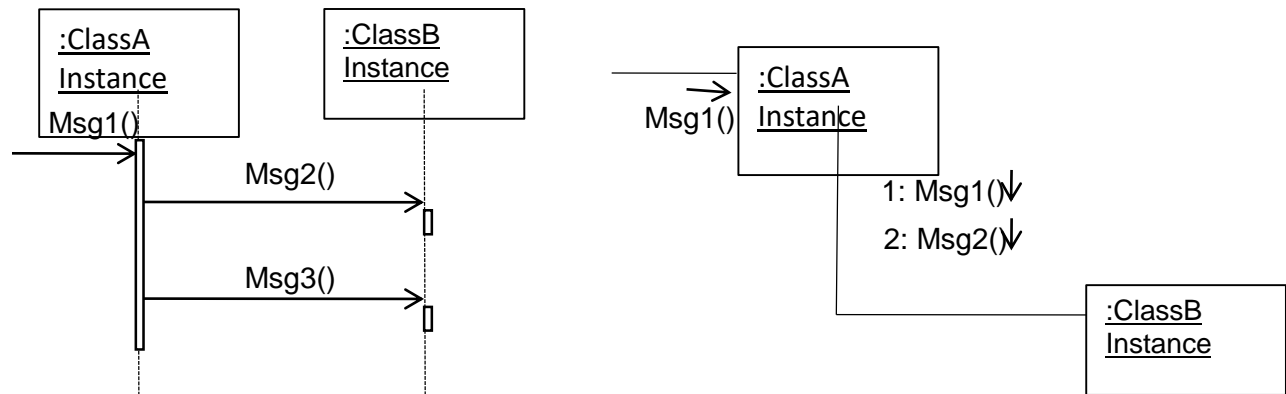 :ClassA
Instance
:ClassB
Instance
Msg1()
Msg2()
Msg3()
:ClassA
Instance
Msg1()
1: Msg1()
2: Msg2()
:ClassB
Instance